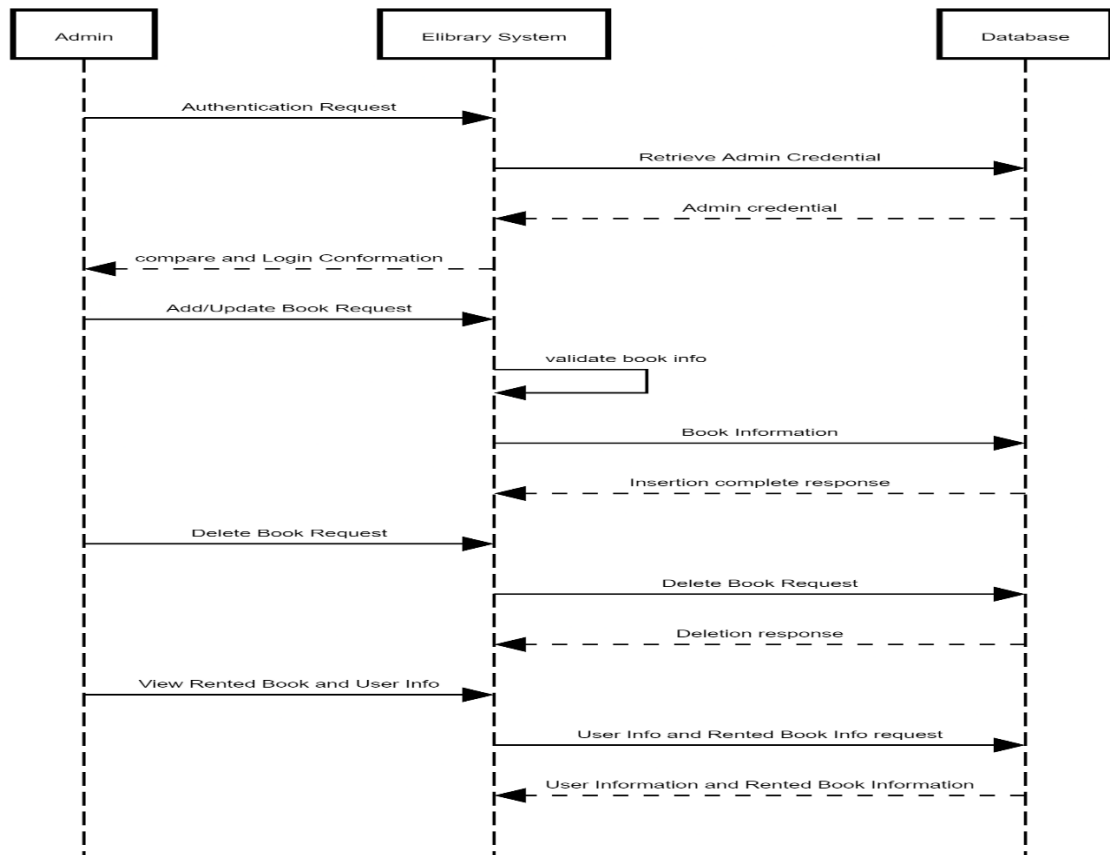 Admin
Elibrary System
Database
Authentication Request
Retrieve Admin Credential
Admin credential
compare and Login Conformation
Add/Update Book Request
validate book info
Book Information
Insertion complete response
Delete Book Request
Delete Book Request
Deletion response
View Rented Book and User Info
User Info and Rented Book Info request
User Information and Rented Book Information